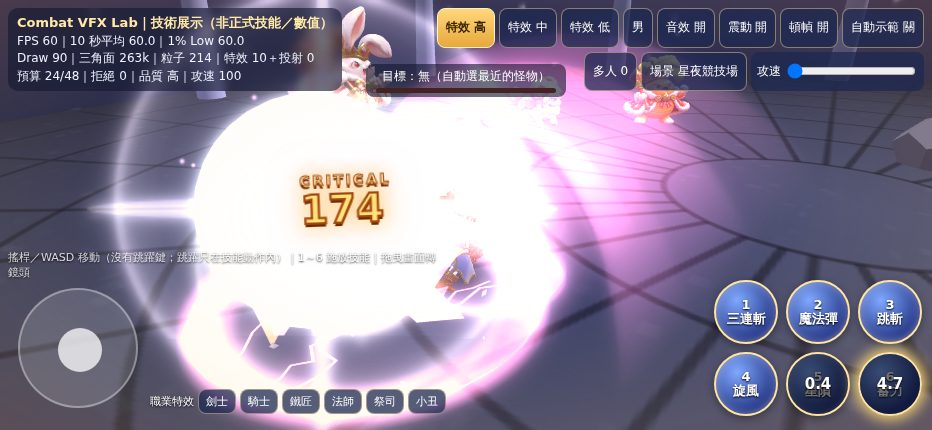 Combat VFX Lab｜技術展示（非正式技能／數值）
FPS 60｜10 秒平均 60.0｜1% Low 60.0
Draw 90｜三角面 263k｜粒子 214｜特效 10＋投射 0
預算 24/48｜拒絕 0｜品質 高｜攻速 100
特效 高
特效 中
特效 低
男
音效 開
震動 開
頓幀 開
自動示範 關
目標：無（自動選最近的怪物）
多人 0
場景 星夜競技場
攻速
CRITICAL
174
搖桿／WASD 移動（沒有跳躍鍵；跳躍只在技能動作內）｜1～6 施放技能｜拖曳畫面轉
鏡頭
1
三連斬
2
魔法彈
3
跳斬
4
旋風
0.4
4.7
職業特效
劍士
騎士
鐵匠
法師
祭司
小丑